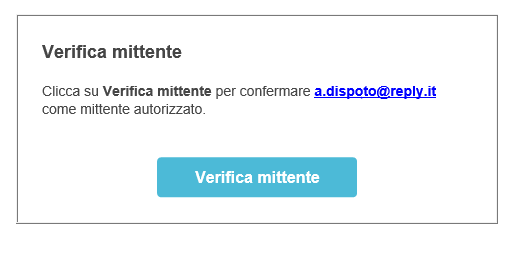 Verifica mittente
Clicca su Verifica mittente per confermare a.dispoto@reply.it
come mittente autorizzato.
Verifica mittente